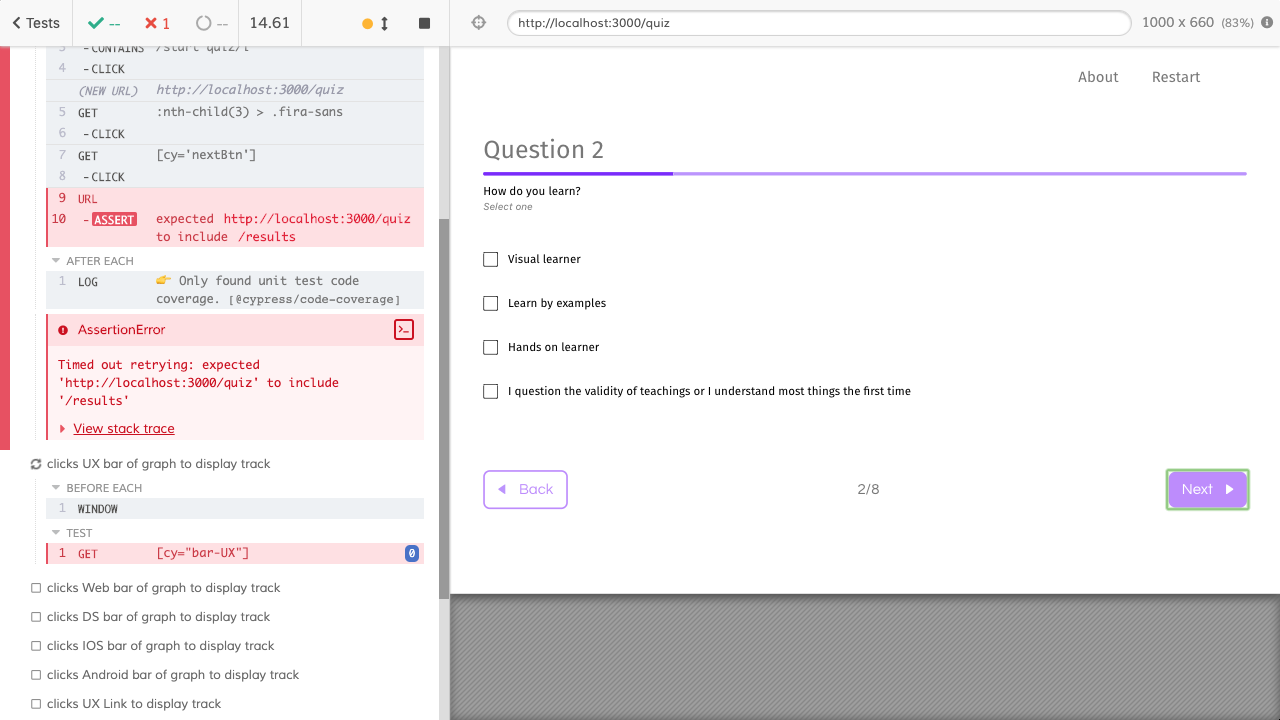 Tests
--
1
--
14.61
http://localhost:3000/quiz
1000 x 660 (83%)
3 -CONTAINS /start quiz/i
4 -CLICK
(NEW URL) http://localhost:3000/quiz
5 GET :nth-child(3) > .fira-sans
6 -CLICK
7 GET [cy='nextBtn']
8 -CLICK
9 URL
10 -ASSERT expected http://localhost:3000/quiz
to include /results
AFTER EACH
1 LOG 👉 Only found unit test code
coverage. [@cypress/code-coverage]
AssertionError
Timed out retrying: expected
'http://localhost:3000/quiz' to include
'/results'
View stack trace
clicks UX bar of graph to display track
BEFORE EACH
1 WINDOW
TEST
1 GET [cy="bar-UX"] 0
clicks Web bar of graph to display track
clicks DS bar of graph to display track
clicks IOS bar of graph to display track
clicks Android bar of graph to display track
clicks UX Link to display track
About Restart
Question 2
How do you learn?
Select one
Visual learner
Learn by examples
Hands on learner
I question the validity of teachings or I understand most things the first time
Back 2/8 Next